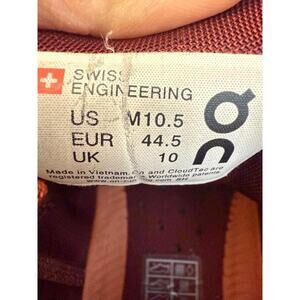 SWISS
ENGINEERING
US M10.5
EUR 44.5
UK 10
Made in Vietnam. On and CloudTec are
registered trademarks. Worldwide patents.
on